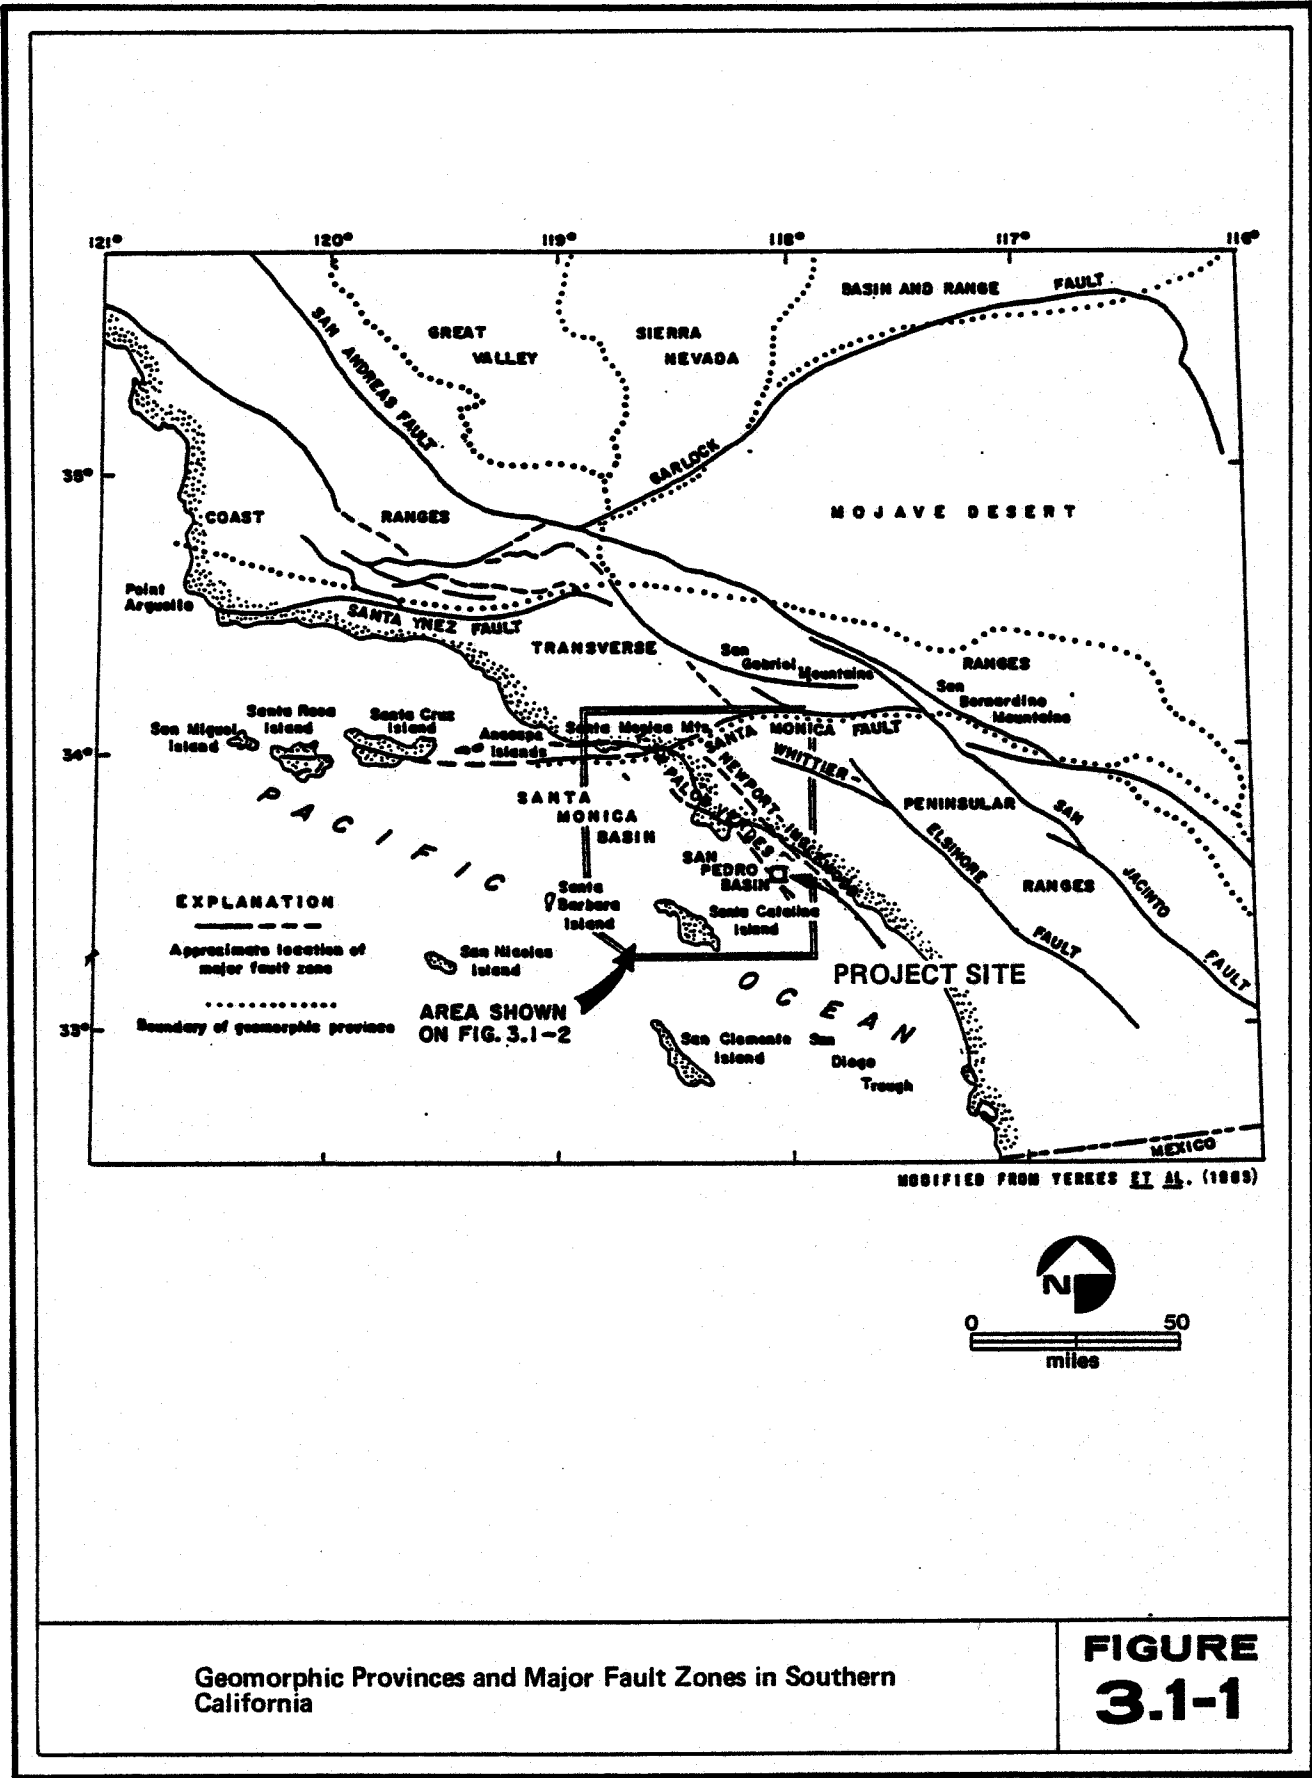 121° 120° 119° 118° 117° 116°
BASIN AND RANGE
FAULT
SAN ANDREAS FAULT
GREAT
VALLEY
SIERRA
NEVADA
GARLOCK
35°
COAST RANGES
MOJAVE DESERT
Point
Arguello
SANTA YNEZ FAULT
TRANSVERSE
RANGES
San
Gabriel
Mountains
San
Bernardino
Mountains
San Miguel
Island
Santa Rosa
Island
Santa Cruz
Island
Anacapa
Islands
Santa Monica Mts.
SANTA MONICA FAULT
34°
WHITTIER
NEWPORT-INGLEWOOD
PALOS VERDES
PACIFIC
SANTA
MONICA
BASIN
PENINSULAR
RANGES
SAN
JACINTO
FAULT
ELSINORE
FAULT
SAN
PEDRO
BASIN
Santa
Barbara
Island
Santa Catalina
Island
EXPLANATION
Approximate location of
major fault zone
San Nicolas
Island
Boundary of geomorphic province
PROJECT SITE
OCEAN
AREA SHOWN
ON FIG. 3.1-2
33°
San Clemente
Island
San
Diego
Trough
MEXICO
MODIFIED FROM YERKES ET AL. (1965)
N
0 50
miles
Geomorphic Provinces and Major Fault Zones in Southern
California
FIGURE
3.1-1